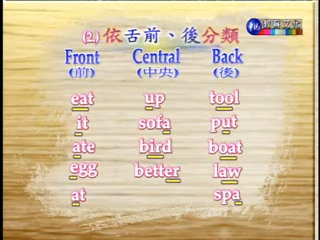 (2.) 依舌前、後分類
Front Central Back
(前) (中央) (後)
eat up tool
it sofa put
ate bird boat
egg better law
at spa